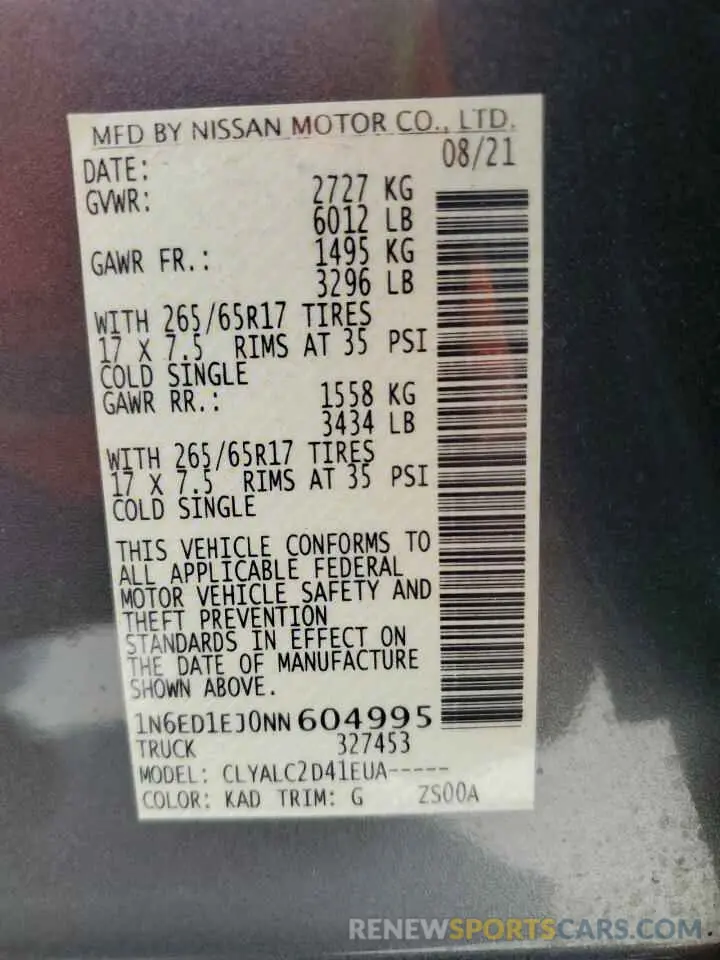 MFD BY NISSAN MOTOR CO., LTD.
DATE: 08/21
GVWR: 2727 KG
6012 LB
GAWR FR.: 1495 KG
3296 LB
WITH 265/65R17 TIRES
17 X 7.5 RIMS AT 35 PSI
COLD SINGLE
GAWR RR.: 1558 KG
3434 LB
WITH 265/65R17 TIRES
17 X 7.5 RIMS AT 35 PSI
COLD SINGLE
THIS VEHICLE CONFORMS TO
ALL APPLICABLE FEDERAL
MOTOR VEHICLE SAFETY AND
THEFT PREVENTION
STANDARDS IN EFFECT ON
THE DATE OF MANUFACTURE
SHOWN ABOVE.
1N6ED1EJ0NN604995
TRUCK 327453
MODEL: CLYALC2D41EUA-----
COLOR: KAD TRIM: G ZS00A
RENEWSPORTSCARS.COM